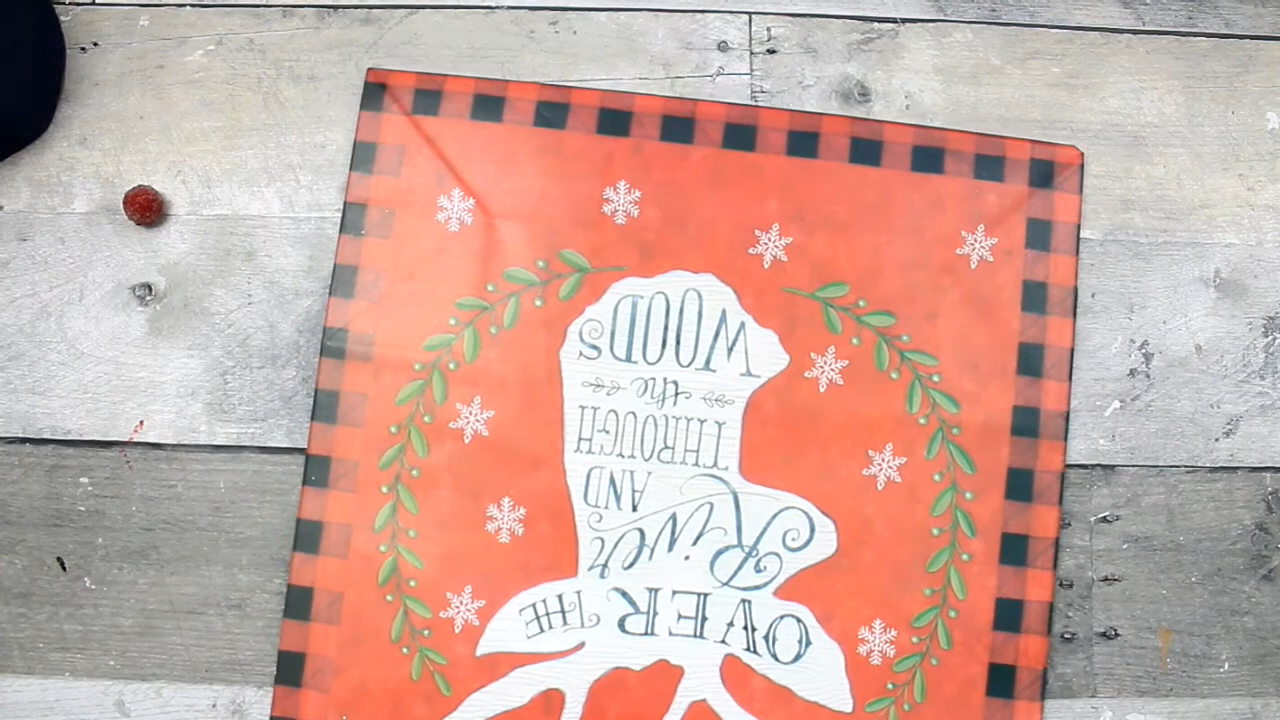 OVER THE
River
AND
THROUGH
the
WOODS